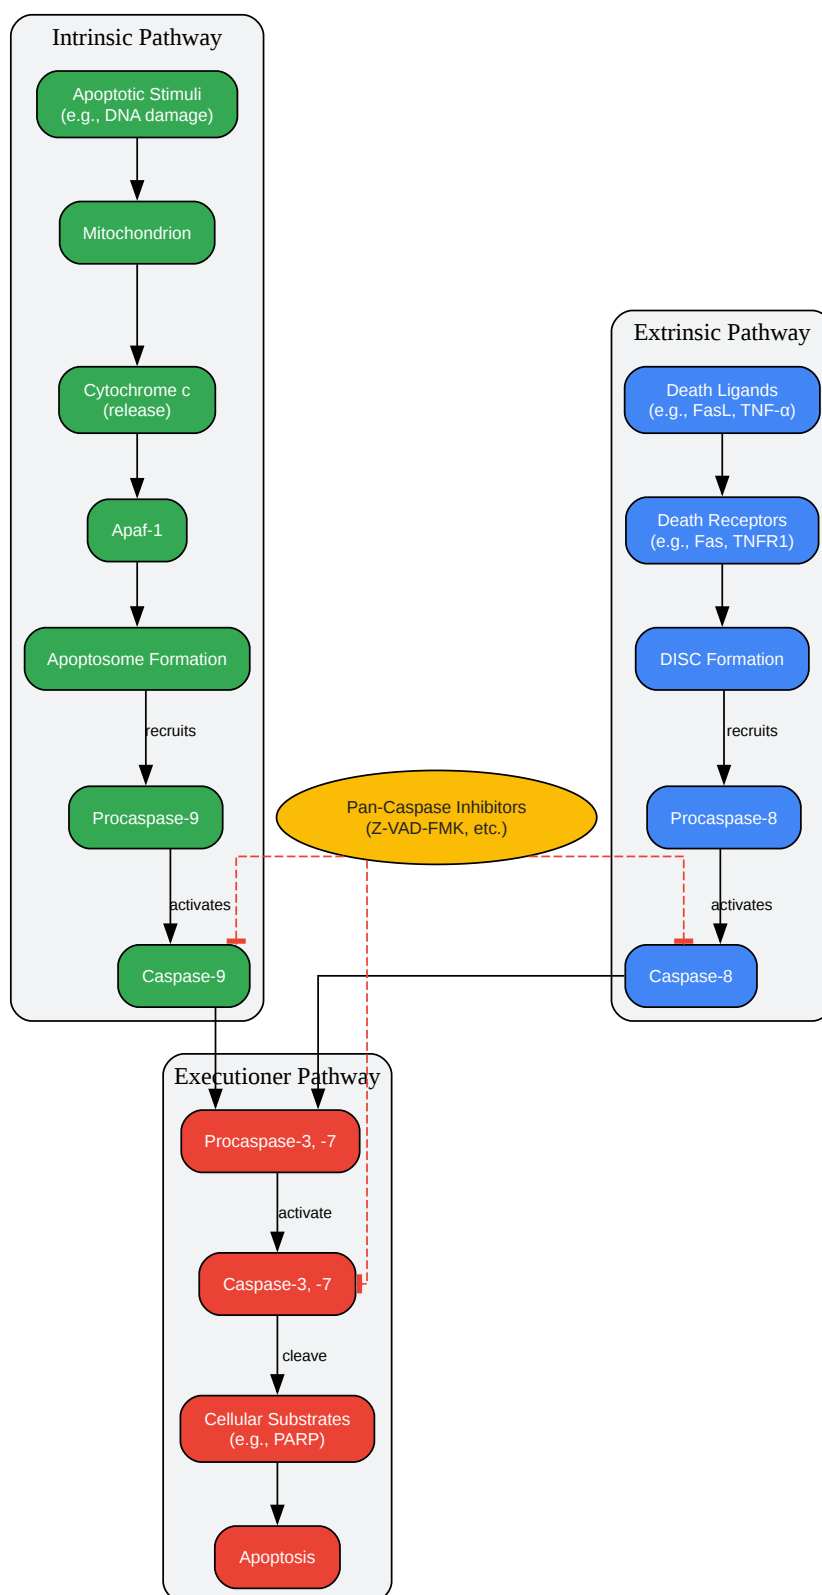 Intrinsic Pathway
Apoptotic Stimuli
(e.g., DNA damage)
Mitochondrion
Cytochrome c
(release)
Apaf-1
Apoptosome Formation
recruits
Procaspase-9
activates
Caspase-9
Extrinsic Pathway
Death Ligands
(e.g., FasL, TNF-α)
Death Receptors
(e.g., Fas, TNFR1)
DISC Formation
recruits
Procaspase-8
activates
Caspase-8
Pan-Caspase Inhibitors
(Z-VAD-FMK, etc.)
Executioner Pathway
Procaspase-3, -7
activate
Caspase-3, -7
cleave
Cellular Substrates
(e.g., PARP)
Apoptosis